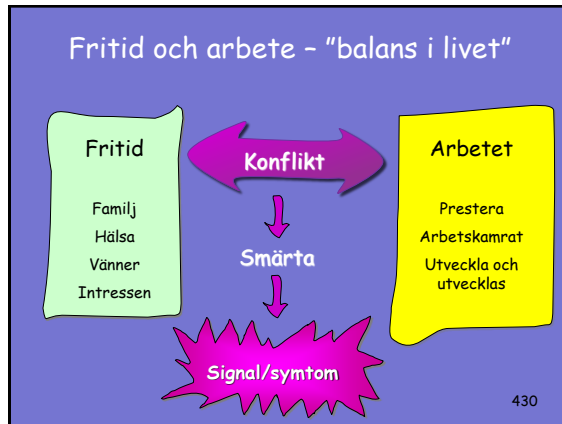 Fritid och arbete – ”balans i livet”
Fritid
Familj
Hälsa
Vänner
Intressen
Konflikt
Smärta
Signal/symtom
Arbetet
Prestera
Arbetskamrat
Utveckla och
utvecklas
430